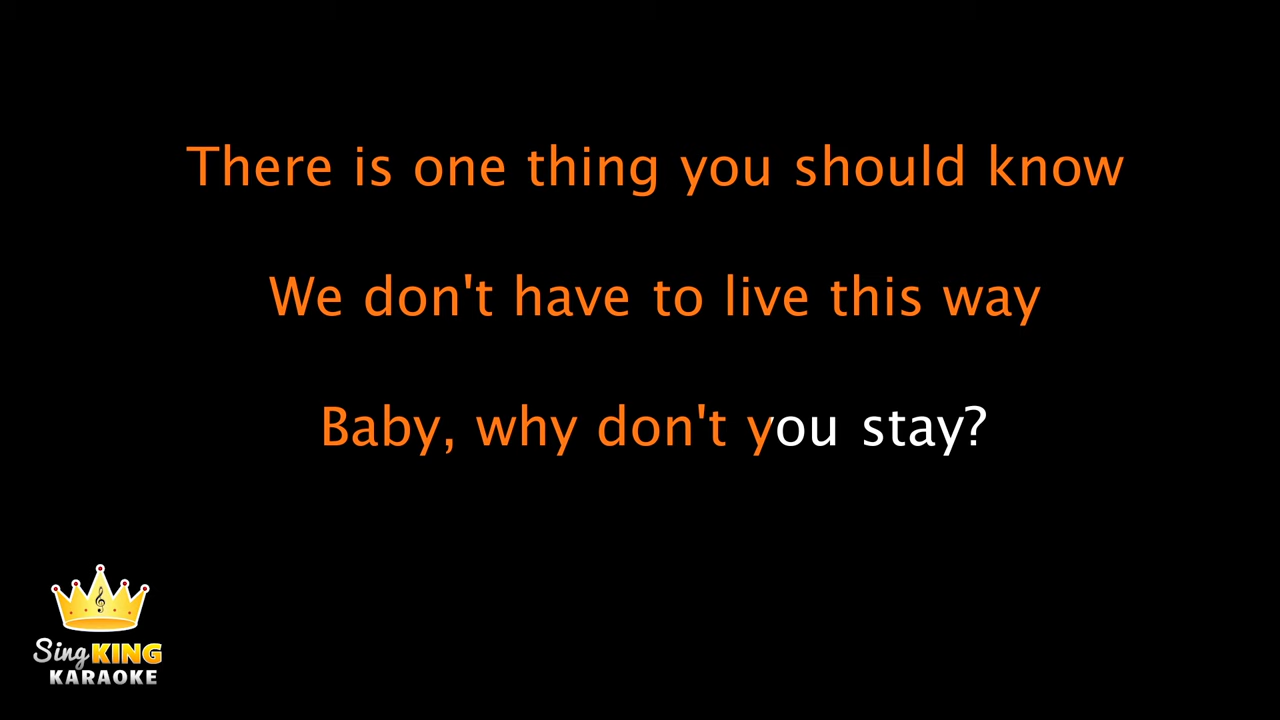 There is one thing you should know
We don't have to live this way
Baby, why don't you stay?
Sing KING
KARAOKE